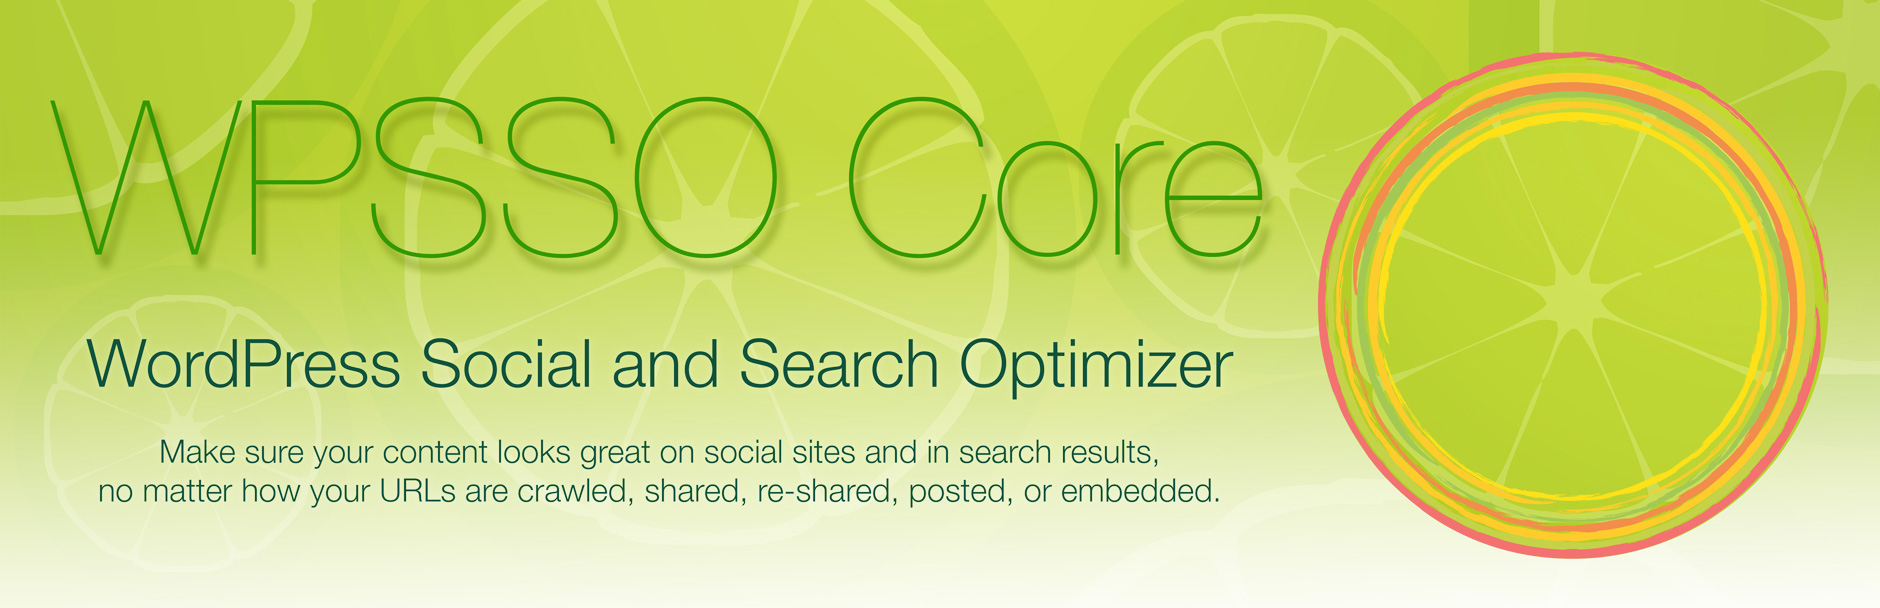 WPSSO Core
WordPress Social and Search Optimizer
Make sure your content looks great on social sites and in search results,
no matter how your URLs are crawled, shared, re-shared, posted, or embedded.